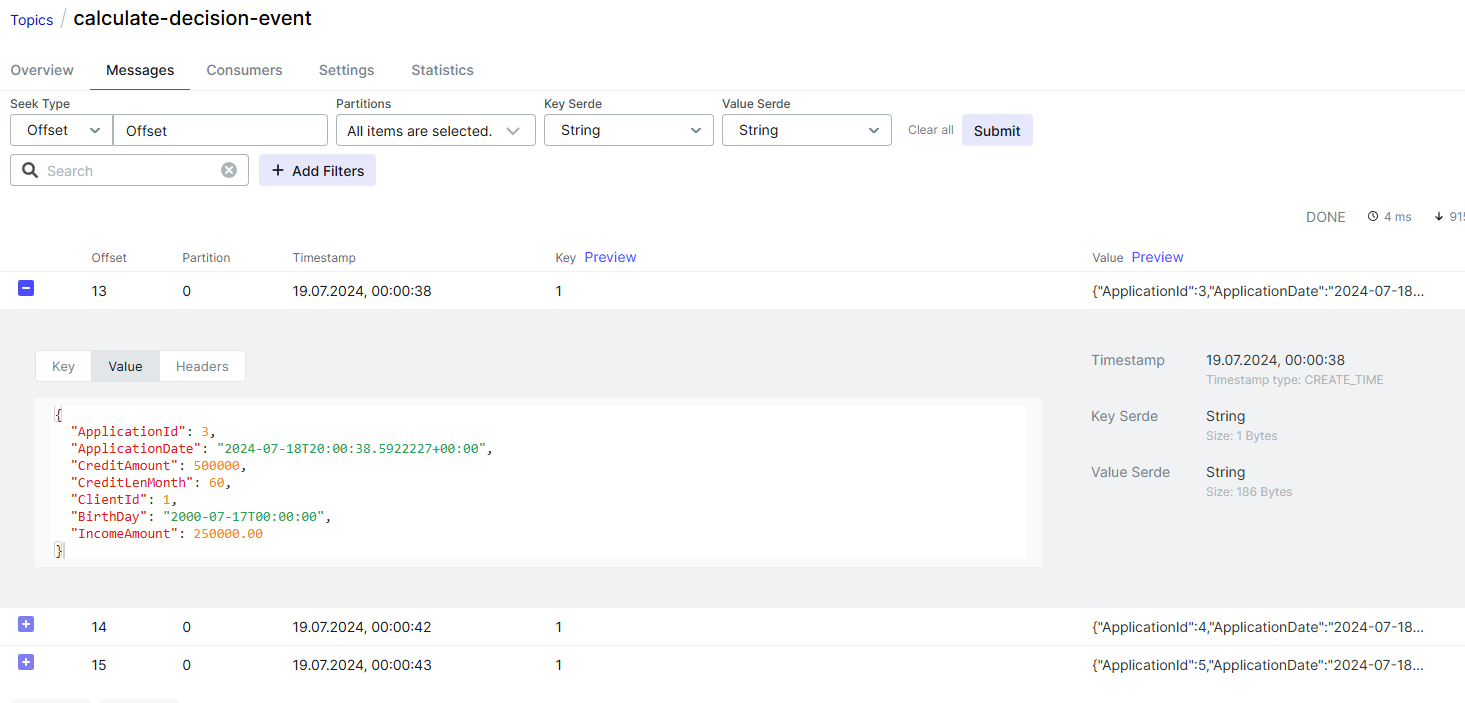 Topics / calculate-decision-event
Overview Messages Consumers Settings Statistics
Seek Type Partitions Key Serde Value Serde
Offset Offset All items are selected. String String Clear all Submit
Search + Add Filters
DONE 4 ms 915
Offset Partition Timestamp Key Preview Value Preview
13 0 19.07.2024, 00:00:38 1 {"ApplicationId":3,"ApplicationDate":"2024-07-18...
Key Value Headers
Timestamp 19.07.2024, 00:00:38
Timestamp type: CREATE_TIME
Key Serde String
Size: 1 Bytes
Value Serde String
Size: 186 Bytes
{
"ApplicationId": 3,
"ApplicationDate": "2024-07-18T20:00:38.5922227+00:00",
"CreditAmount": 500000,
"CreditLenMonth": 60,
"ClientId": 1,
"BirthDay": "2000-07-17T00:00:00",
"IncomeAmount": 250000.00
}
14 0 19.07.2024, 00:00:42 1 {"ApplicationId":4,"ApplicationDate":"2024-07-18...
15 0 19.07.2024, 00:00:43 1 {"ApplicationId":5,"ApplicationDate":"2024-07-18...